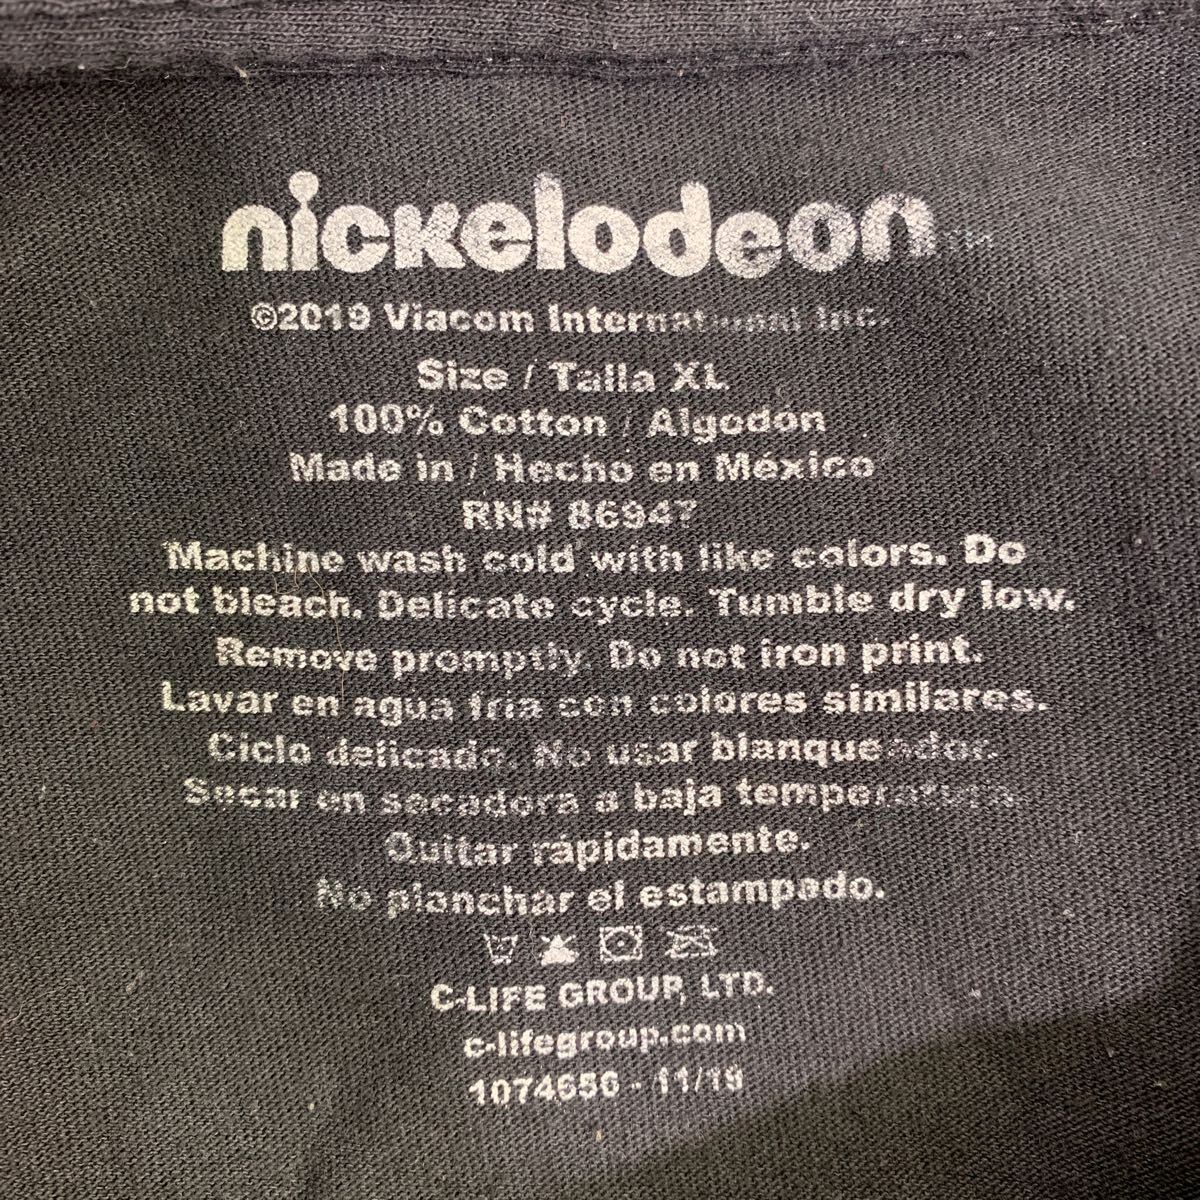 nickelodeon™
©2019 Viacom International Inc.
Size / Talla XL
100% Cotton / Algodon
Made in / Hecho en México
RN# 86947
Machine wash cold with like colors. Do
not bleach. Delicate cycle. Tumble dry low.
Remove promptly. Do not iron print.
Lavar en agua fria con colores similares.
Ciclo delicado. No usar blanqueador.
Secar en secadora a baja temperatura.
Quitar rápidamente.
No planchar el estampado.
C-LIFE GROUP, LTD.
c-lifegroup.com
1074656 - 11/19